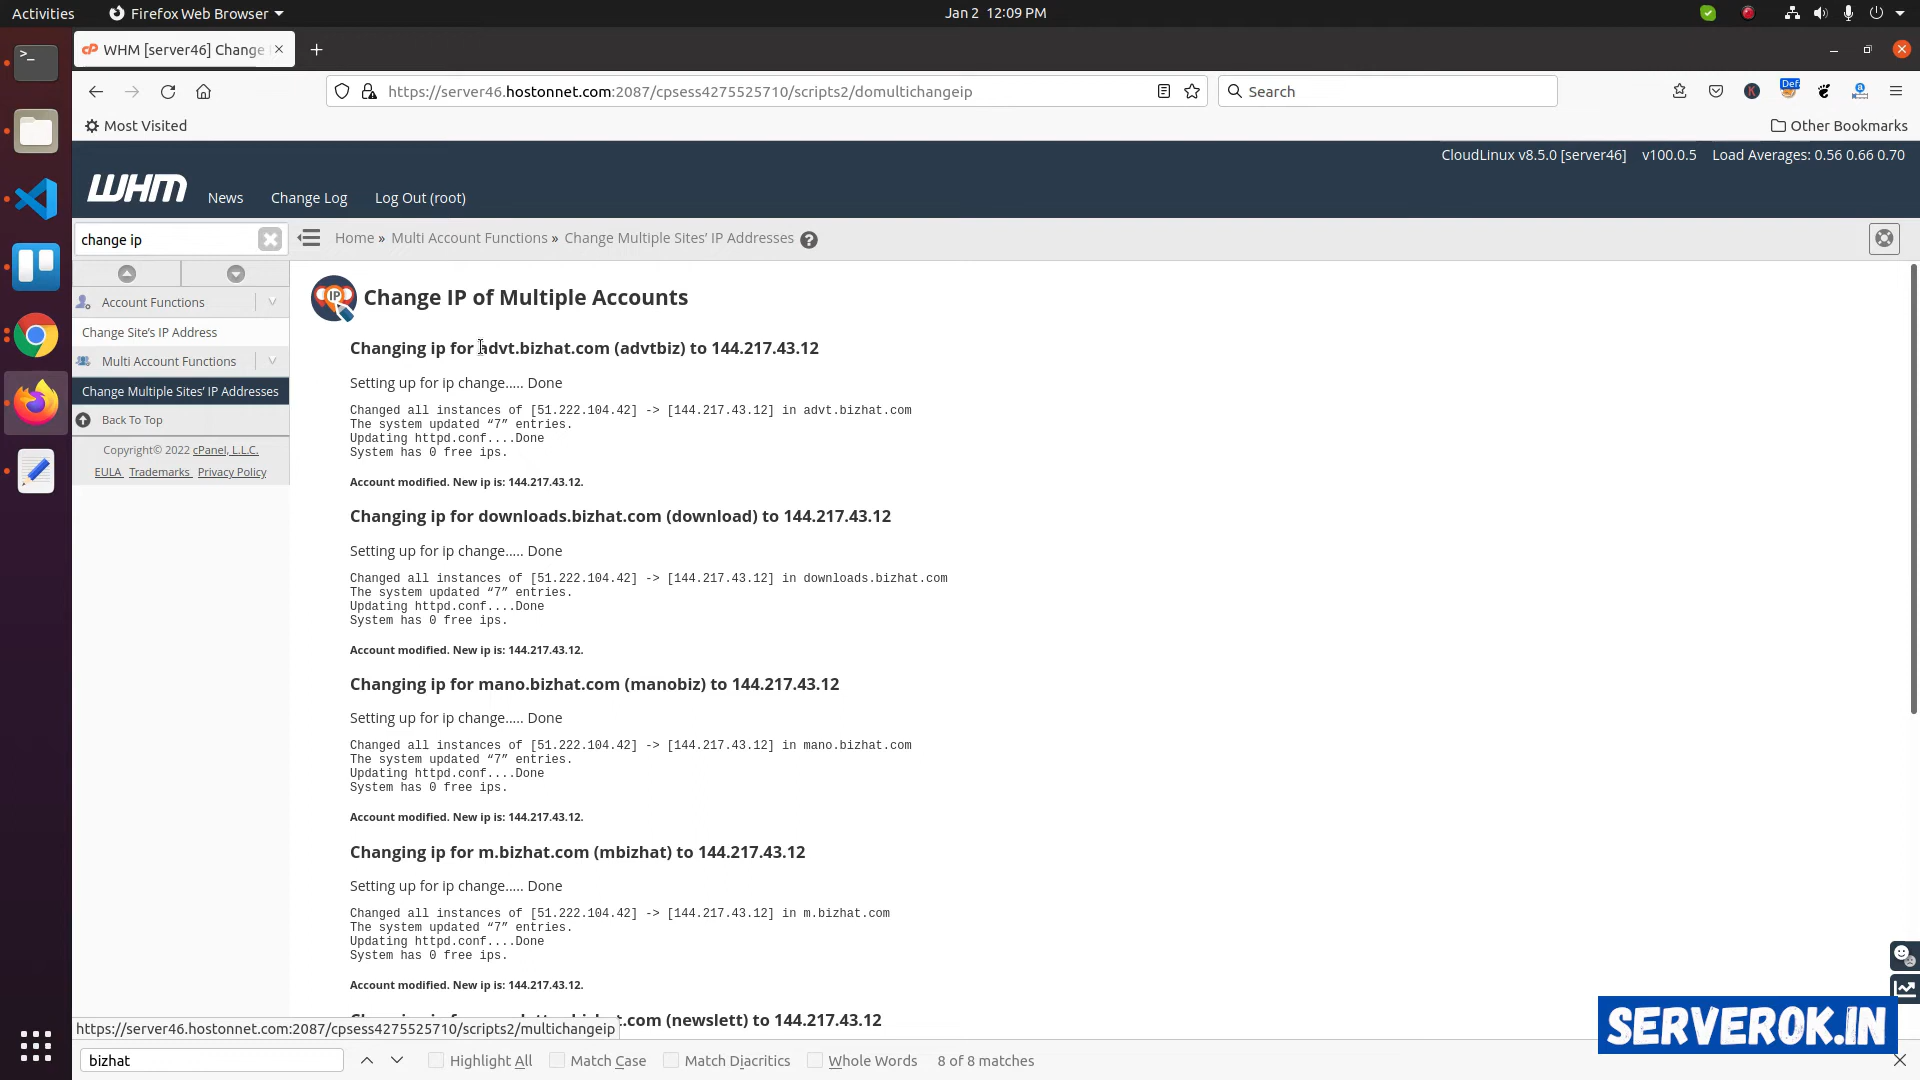 Activities
Firefox Web Browser
Jan 2 12:09 PM
WHM [server46] Change
https://server46.hostonnet.com:2087/cpsess4275525710/scripts2/domultichangeip
Search
Def
Most Visited
Other Bookmarks
CloudLinux v8.5.0 [server46] v100.0.5 Load Averages: 0.56 0.66 0.70
WHM
News
Change Log
Log Out (root)
change ip
Home » Multi Account Functions » Change Multiple Sites’ IP Addresses
Account Functions
Change Site's IP Address
Multi Account Functions
Change Multiple Sites’ IP Addresses
Back To Top
Copyright© 2022 cPanel, L.L.C.
EULA Trademarks Privacy Policy
IP
Change IP of Multiple Accounts
Changing ip for advt.bizhat.com (advtbiz) to 144.217.43.12
Setting up for ip change..... Done
Changed all instances of [51.222.104.42] -> [144.217.43.12] in advt.bizhat.com
The system updated “7” entries.
Updating httpd.conf....Done
System has 0 free ips.
Account modified. New ip is: 144.217.43.12.
Changing ip for downloads.bizhat.com (download) to 144.217.43.12
Setting up for ip change..... Done
Changed all instances of [51.222.104.42] -> [144.217.43.12] in downloads.bizhat.com
The system updated “7” entries.
Updating httpd.conf....Done
System has 0 free ips.
Account modified. New ip is: 144.217.43.12.
Changing ip for mano.bizhat.com (manobiz) to 144.217.43.12
Setting up for ip change..... Done
Changed all instances of [51.222.104.42] -> [144.217.43.12] in mano.bizhat.com
The system updated “7” entries.
Updating httpd.conf....Done
System has 0 free ips.
Account modified. New ip is: 144.217.43.12.
Changing ip for m.bizhat.com (mbizhat) to 144.217.43.12
Setting up for ip change..... Done
Changed all instances of [51.222.104.42] -> [144.217.43.12] in m.bizhat.com
The system updated “7” entries.
Updating httpd.conf....Done
System has 0 free ips.
Account modified. New ip is: 144.217.43.12.
.com (newslett) to 144.217.43.12
https://server46.hostonnet.com:2087/cpsess4275525710/scripts2/multichangeip
SERVEROK.IN
bizhat
Highlight All
Match Case
Match Diacritics
Whole Words
8 of 8 matches